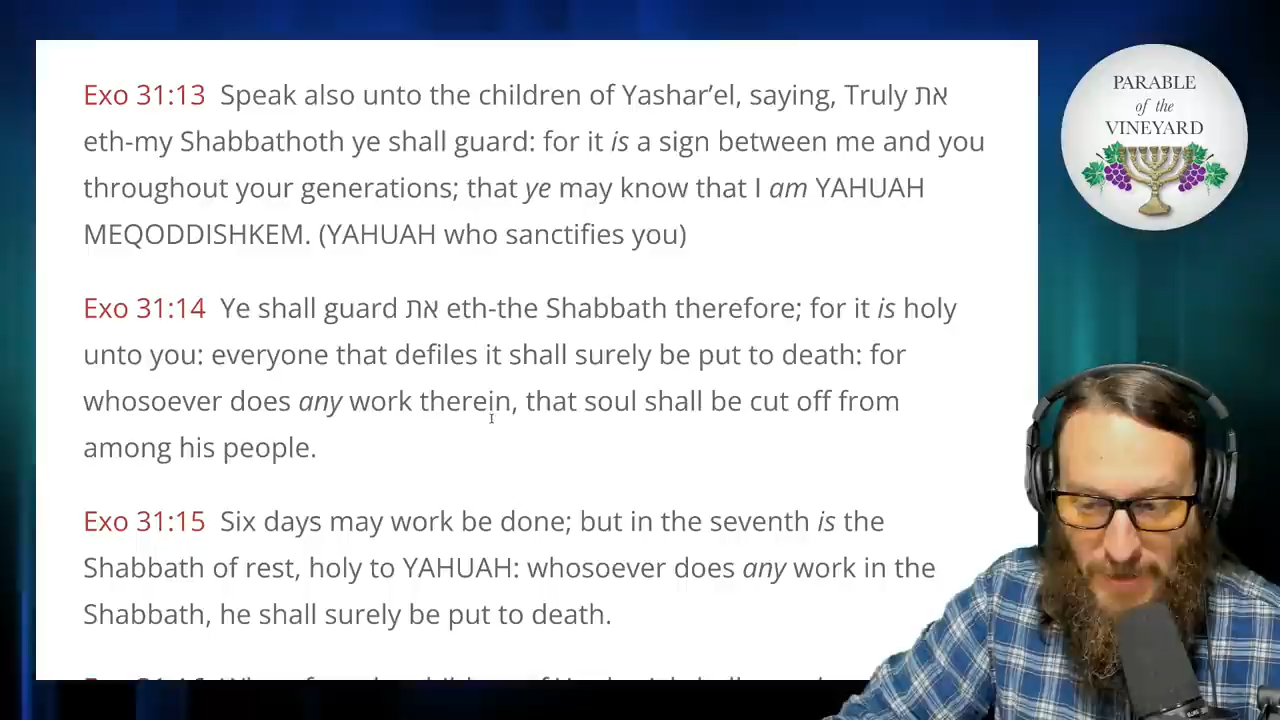 Exo 31:13  Speak also unto the children of Yashar’el, saying, Truly את
eth-my Shabbathoth ye shall guard: for it is a sign between me and you
throughout your generations; that ye may know that I am YAHUAH
MEQODDISHKEM. (YAHUAH who sanctifies you)
Exo 31:14  Ye shall guard את eth-the Shabbath therefore; for it is holy
unto you: everyone that defiles it shall surely be put to death: for
whosoever does any work therein, that soul shall be cut off from
among his people.
Exo 31:15  Six days may work be done; but in the seventh is the
Shabbath of rest, holy to YAHUAH: whosoever does any work in the
Shabbath, he shall surely be put to death.
PARABLE
of the
VINEYARD